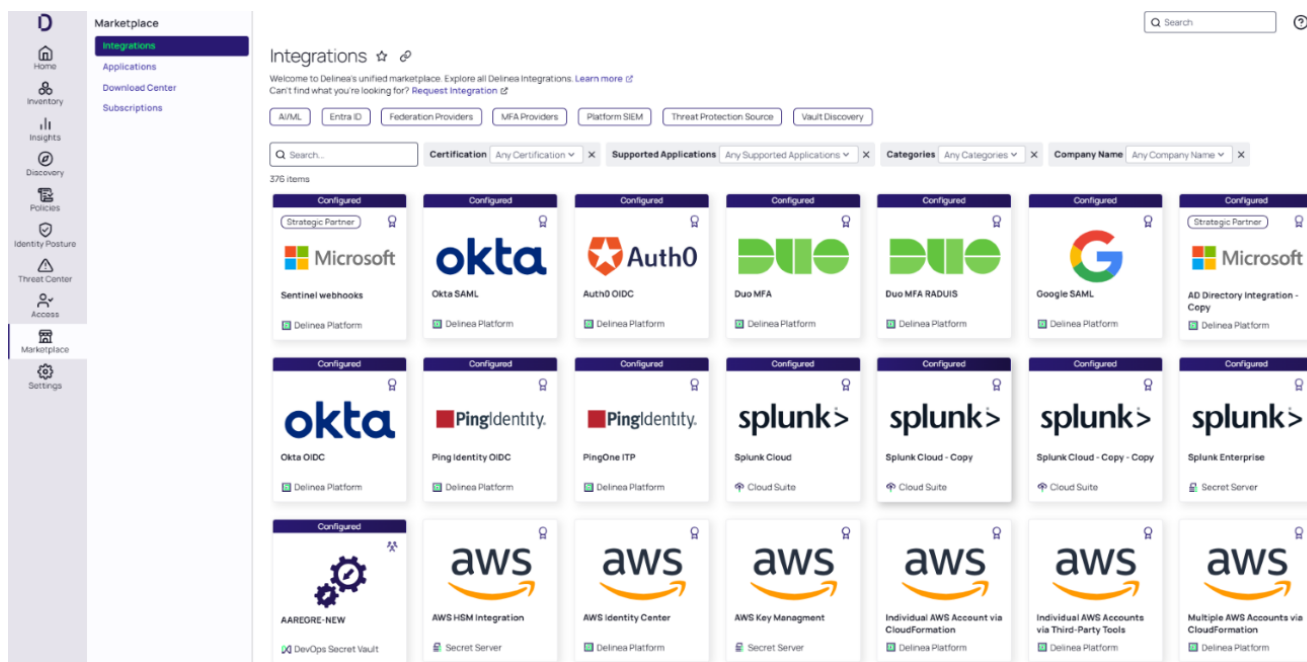 D
Marketplace
Search
Home
Inventory
Insights
Discovery
Policies
Identity Posture
Threat Center
Access
Marketplace
Settings
Integrations
Applications
Download Center
Subscriptions
Integrations
Welcome to Delinea's unified marketplace. Explore all Delinea Integrations. Learn more
Can't find what you're looking for? Request Integration
AI/ML Entra ID Federation Providers MFA Providers Platform SIEM Threat Protection Source Vault Discovery
Search... Certification Any Certification Supported Applications Any Supported Applications Categories Any Categories Company Name Any Company Name
376 items
Configured Configured Configured Configured Configured Configured Configured
Strategic Partner Strategic Partner
Microsoft okta Auth0 DUO DUO G Microsoft
Sentinel webhooks Okta SAML Auth0 OIDC Duo MFA Duo MFA RADUIS Google SAML AD Directory Integration -
Copy
Delinea Platform Delinea Platform Delinea Platform Delinea Platform Delinea Platform Delinea Platform Delinea Platform
Configured Configured Configured Configured Configured Configured Configured
okta PingIdentity. PingIdentity. splunk> splunk> splunk> splunk>
Okta OIDC Ping Identity OIDC PingOne ITP Splunk Cloud Splunk Cloud - Copy Splunk Cloud - Copy - Copy Splunk Enterprise
Delinea Platform Delinea Platform Delinea Platform Cloud Suite Cloud Suite Cloud Suite Secret Server
Configured
aws aws aws aws aws aws
AAREORE-NEW AWS HSM Integration AWS Identity Center AWS Key Managment Individual AWS Account via Individual AWS Accounts Multiple AWS Accounts via
CloudFormation via Third-Party Tools CloudFormation
DevOps Secret Vault Secret Server Delinea Platform Secret Server Delinea Platform Delinea Platform Delinea Platform